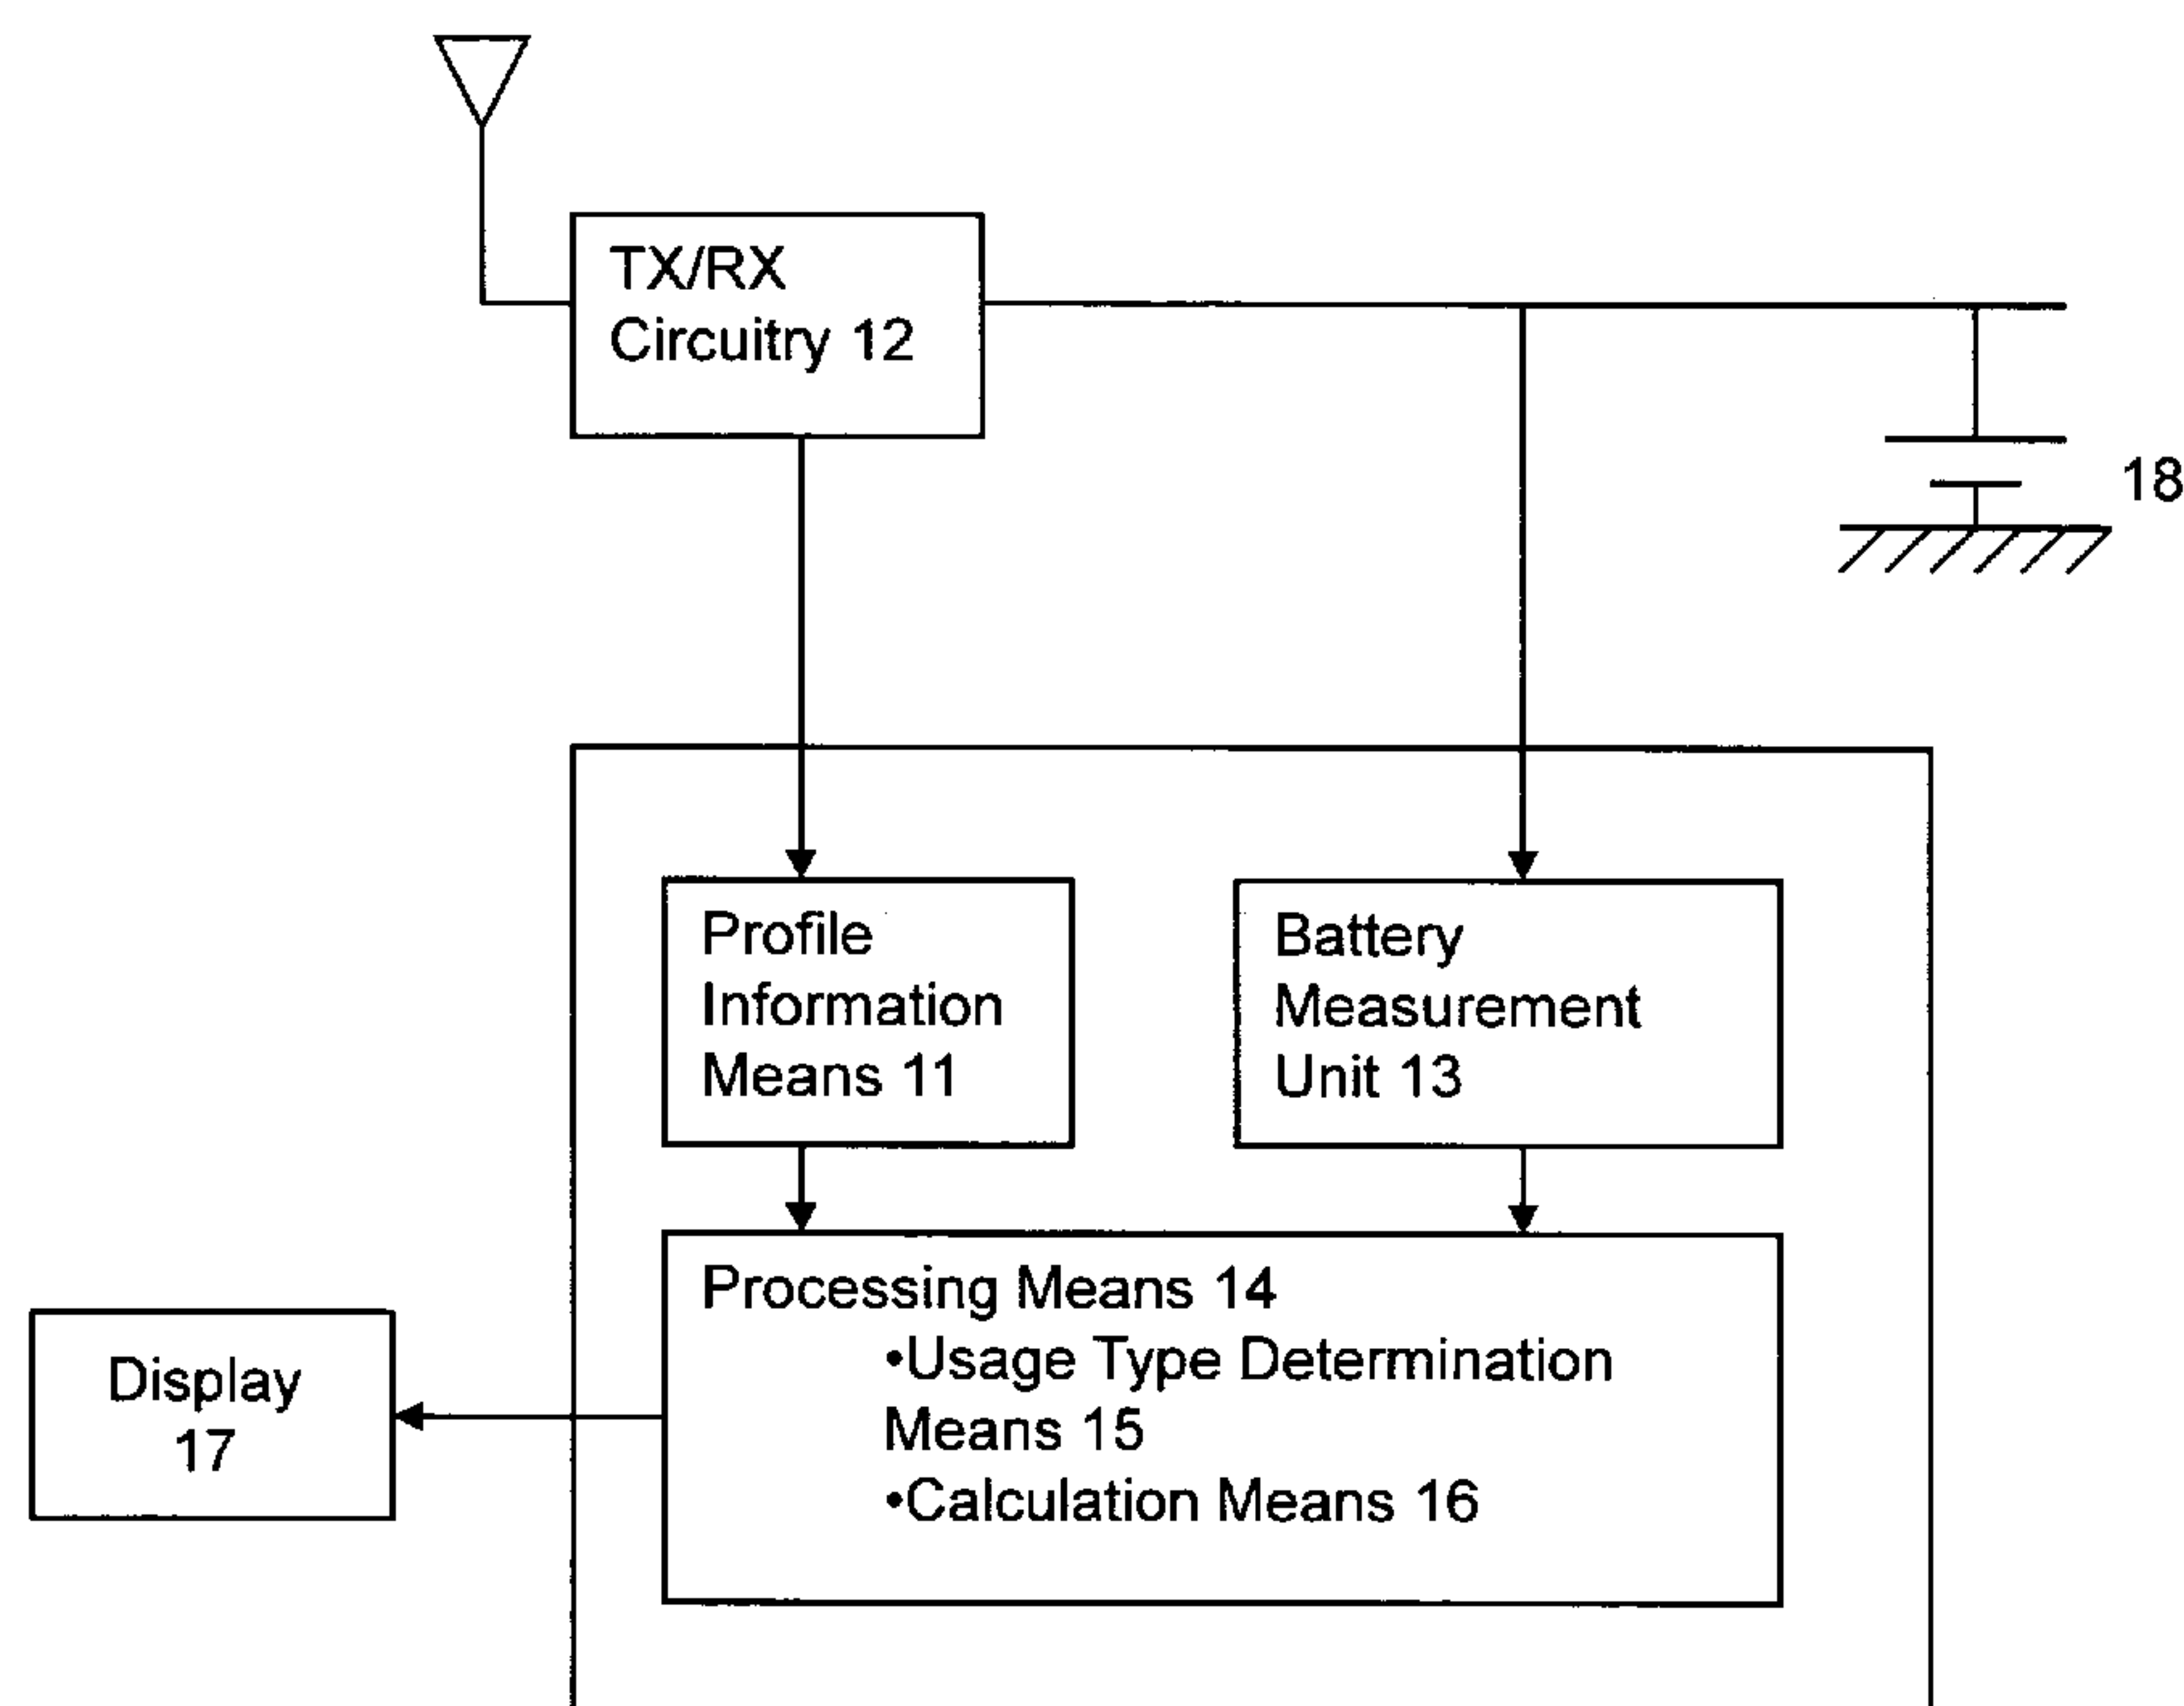 TX/RX
Circuitry 12
18
Profile
Information
Means 11
Battery
Measurement
Unit 13
Processing Means 14
•Usage Type Determination
Means 15
•Calculation Means 16
Display
17